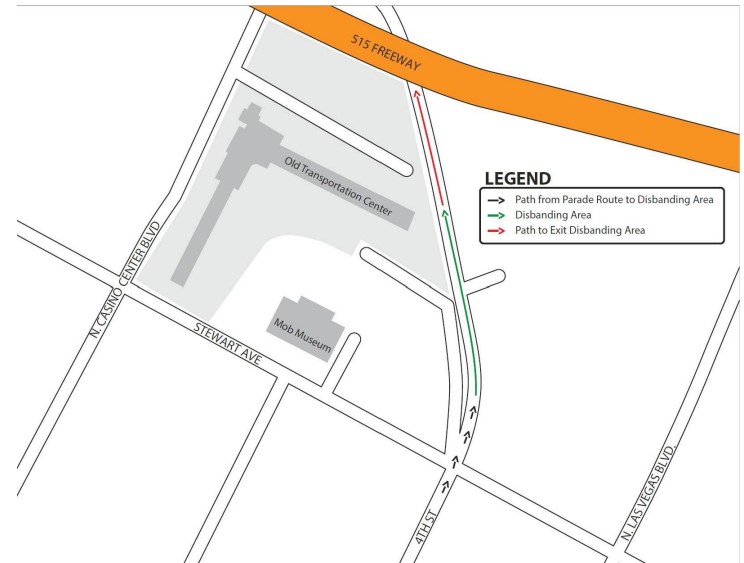 515 FREEWAY
Old Transportation Center
LEGEND
Path from Parade Route to Disbanding Area
Disbanding Area
Path to Exit Disbanding Area
N. CASINO CENTER BLVD
Mob Museum
STEWART AVE
4TH ST
N. LAS VEGAS BLVD.